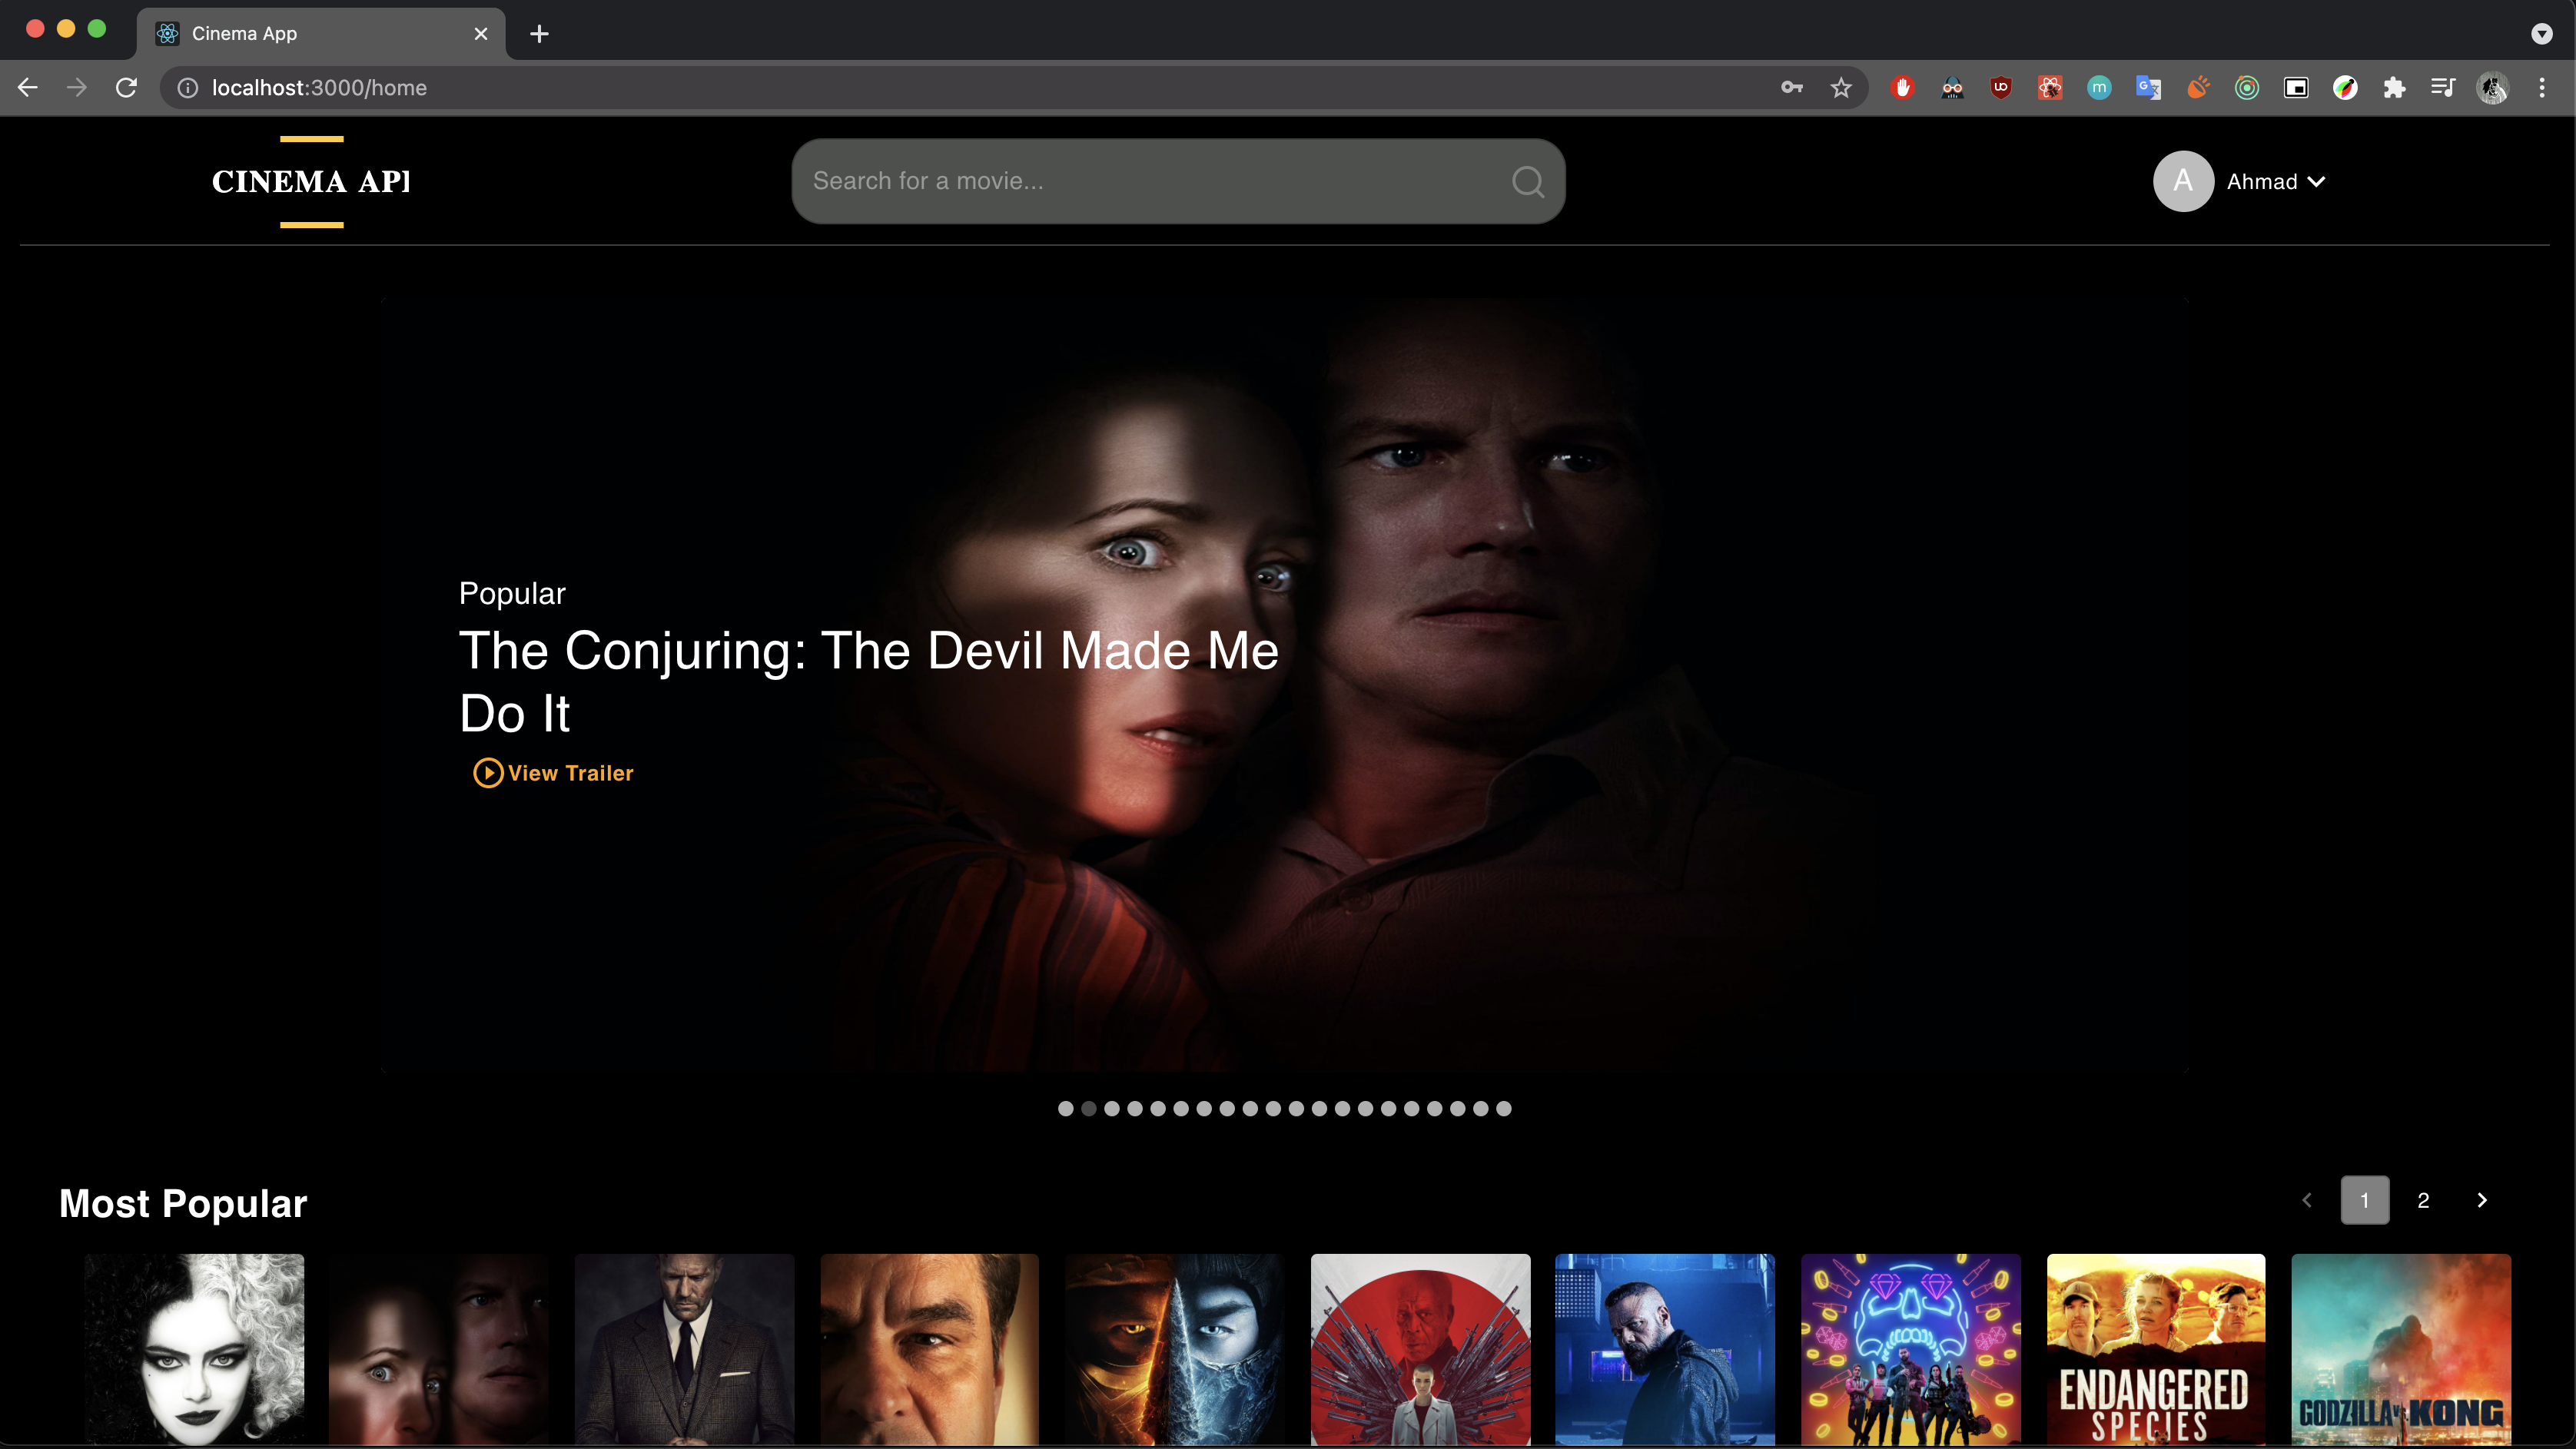 Cinema App
localhost:3000/home
CINEMA API
Search for a movie...
A
Ahmad
Popular
The Conjuring: The Devil Made Me
Do It
View Trailer
Most Popular
1
2
ENDANGERED
SPECIES
GODZILLA VS KONG